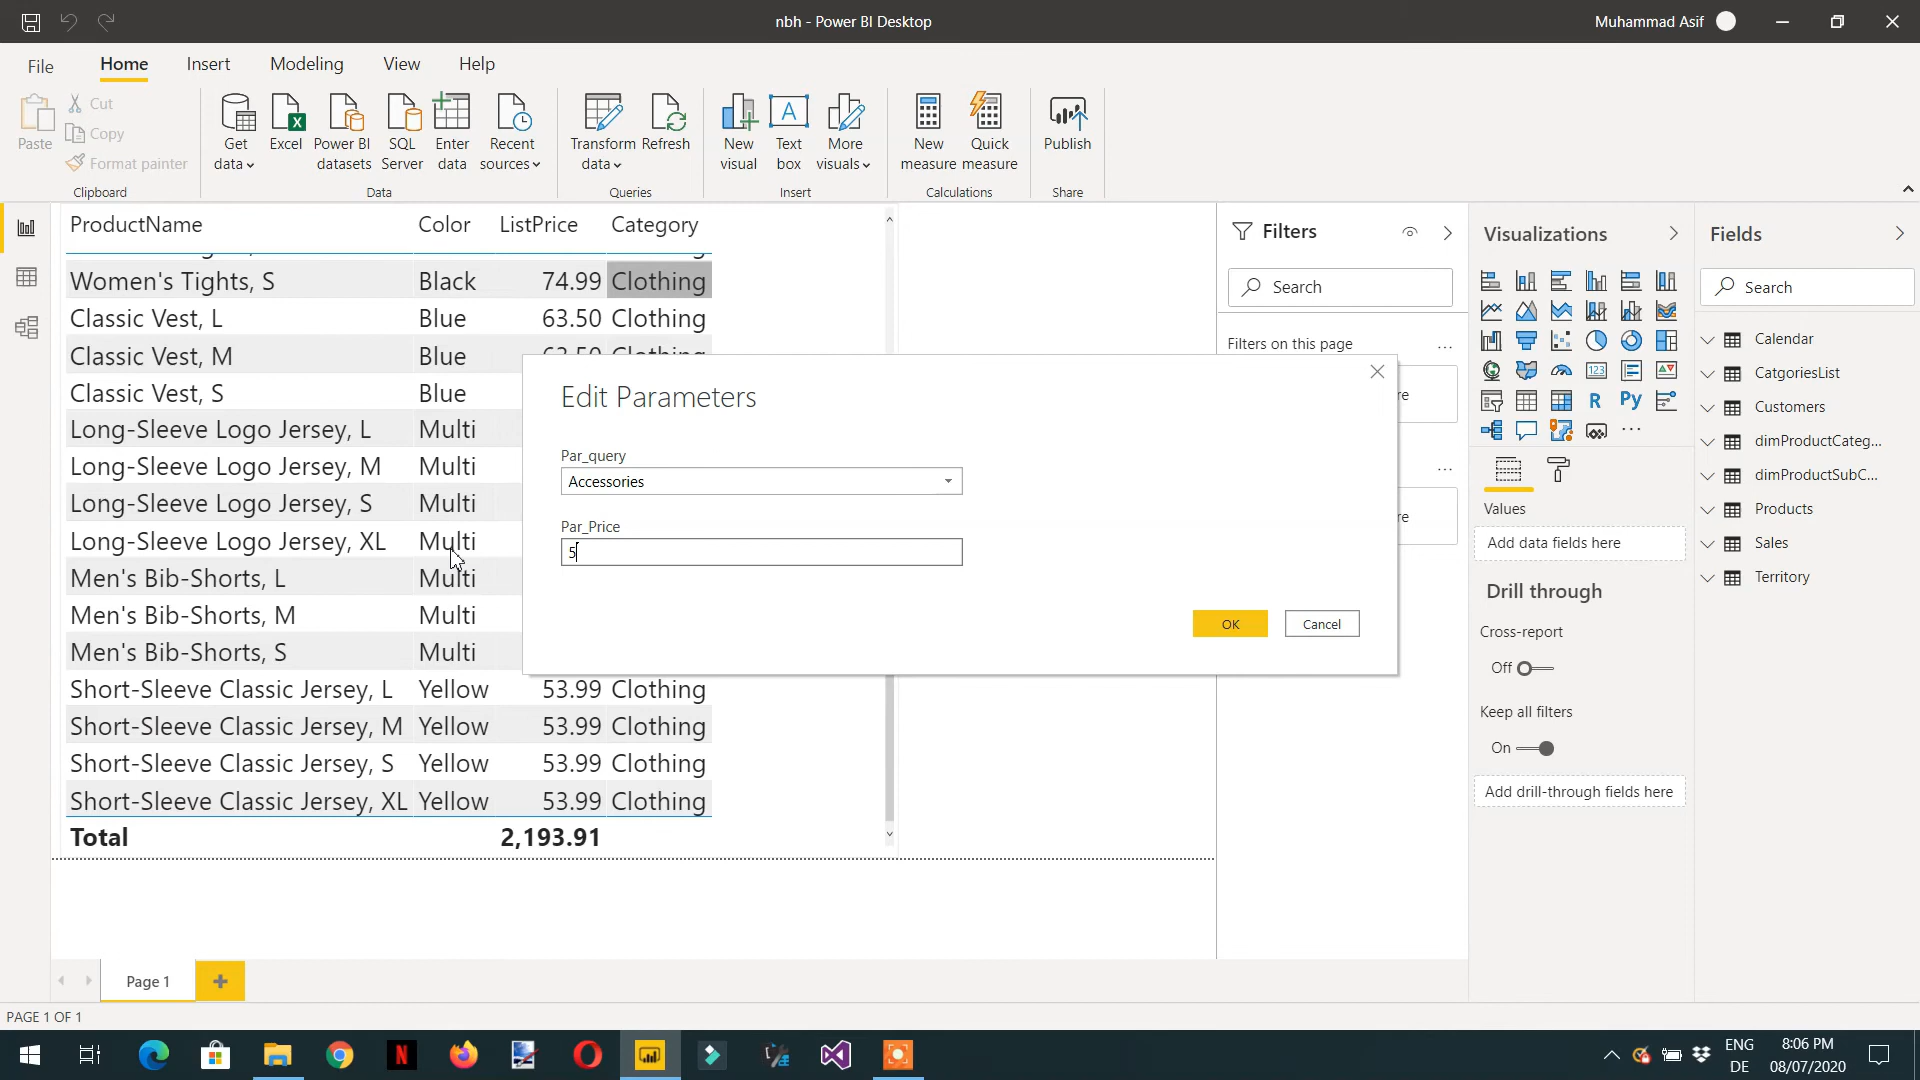 nbh - Power BI Desktop
Muhammad Asif
File
Home
Insert
Modeling
View
Help
Paste
Cut
Copy
Format painter
Clipboard
Get
data
Excel
Power BI
datasets
SQL
Server
Enter
data
Recent
sources
Data
Transform
data
Refresh
Queries
New
visual
Text
box
More
visuals
Insert
New
measure
Quick
measure
Calculations
Publish
Share
ProductName Color ListPrice Category
Women's Tights, S Black 74.99 Clothing
Classic Vest, L Blue 63.50 Clothing
Classic Vest, M Blue 63.50 Clothing
Classic Vest, S Blue
Long-Sleeve Logo Jersey, L Multi
Long-Sleeve Logo Jersey, M Multi
Long-Sleeve Logo Jersey, S Multi
Long-Sleeve Logo Jersey, XL Multi
Men's Bib-Shorts, L Multi
Men's Bib-Shorts, M Multi
Men's Bib-Shorts, S Multi
Short-Sleeve Classic Jersey, L Yellow 53.99 Clothing
Short-Sleeve Classic Jersey, M Yellow 53.99 Clothing
Short-Sleeve Classic Jersey, S Yellow 53.99 Clothing
Short-Sleeve Classic Jersey, XL Yellow 53.99 Clothing
Total 2,193.91
Edit Parameters
Par_query
Accessories
Par_Price
5
OK
Cancel
Filters
Search
Filters on this page
...
re
...
re
Visualizations
123
R
Py
...
Values
Add data fields here
Drill through
Cross-report
Off
Keep all filters
On
Add drill-through fields here
Fields
Search
Calendar
CatgoriesList
Customers
dimProductCateg...
dimProductSubC...
Products
Sales
Territory
Page 1
PAGE 1 OF 1
ENG
DE
8:06 PM
08/07/2020